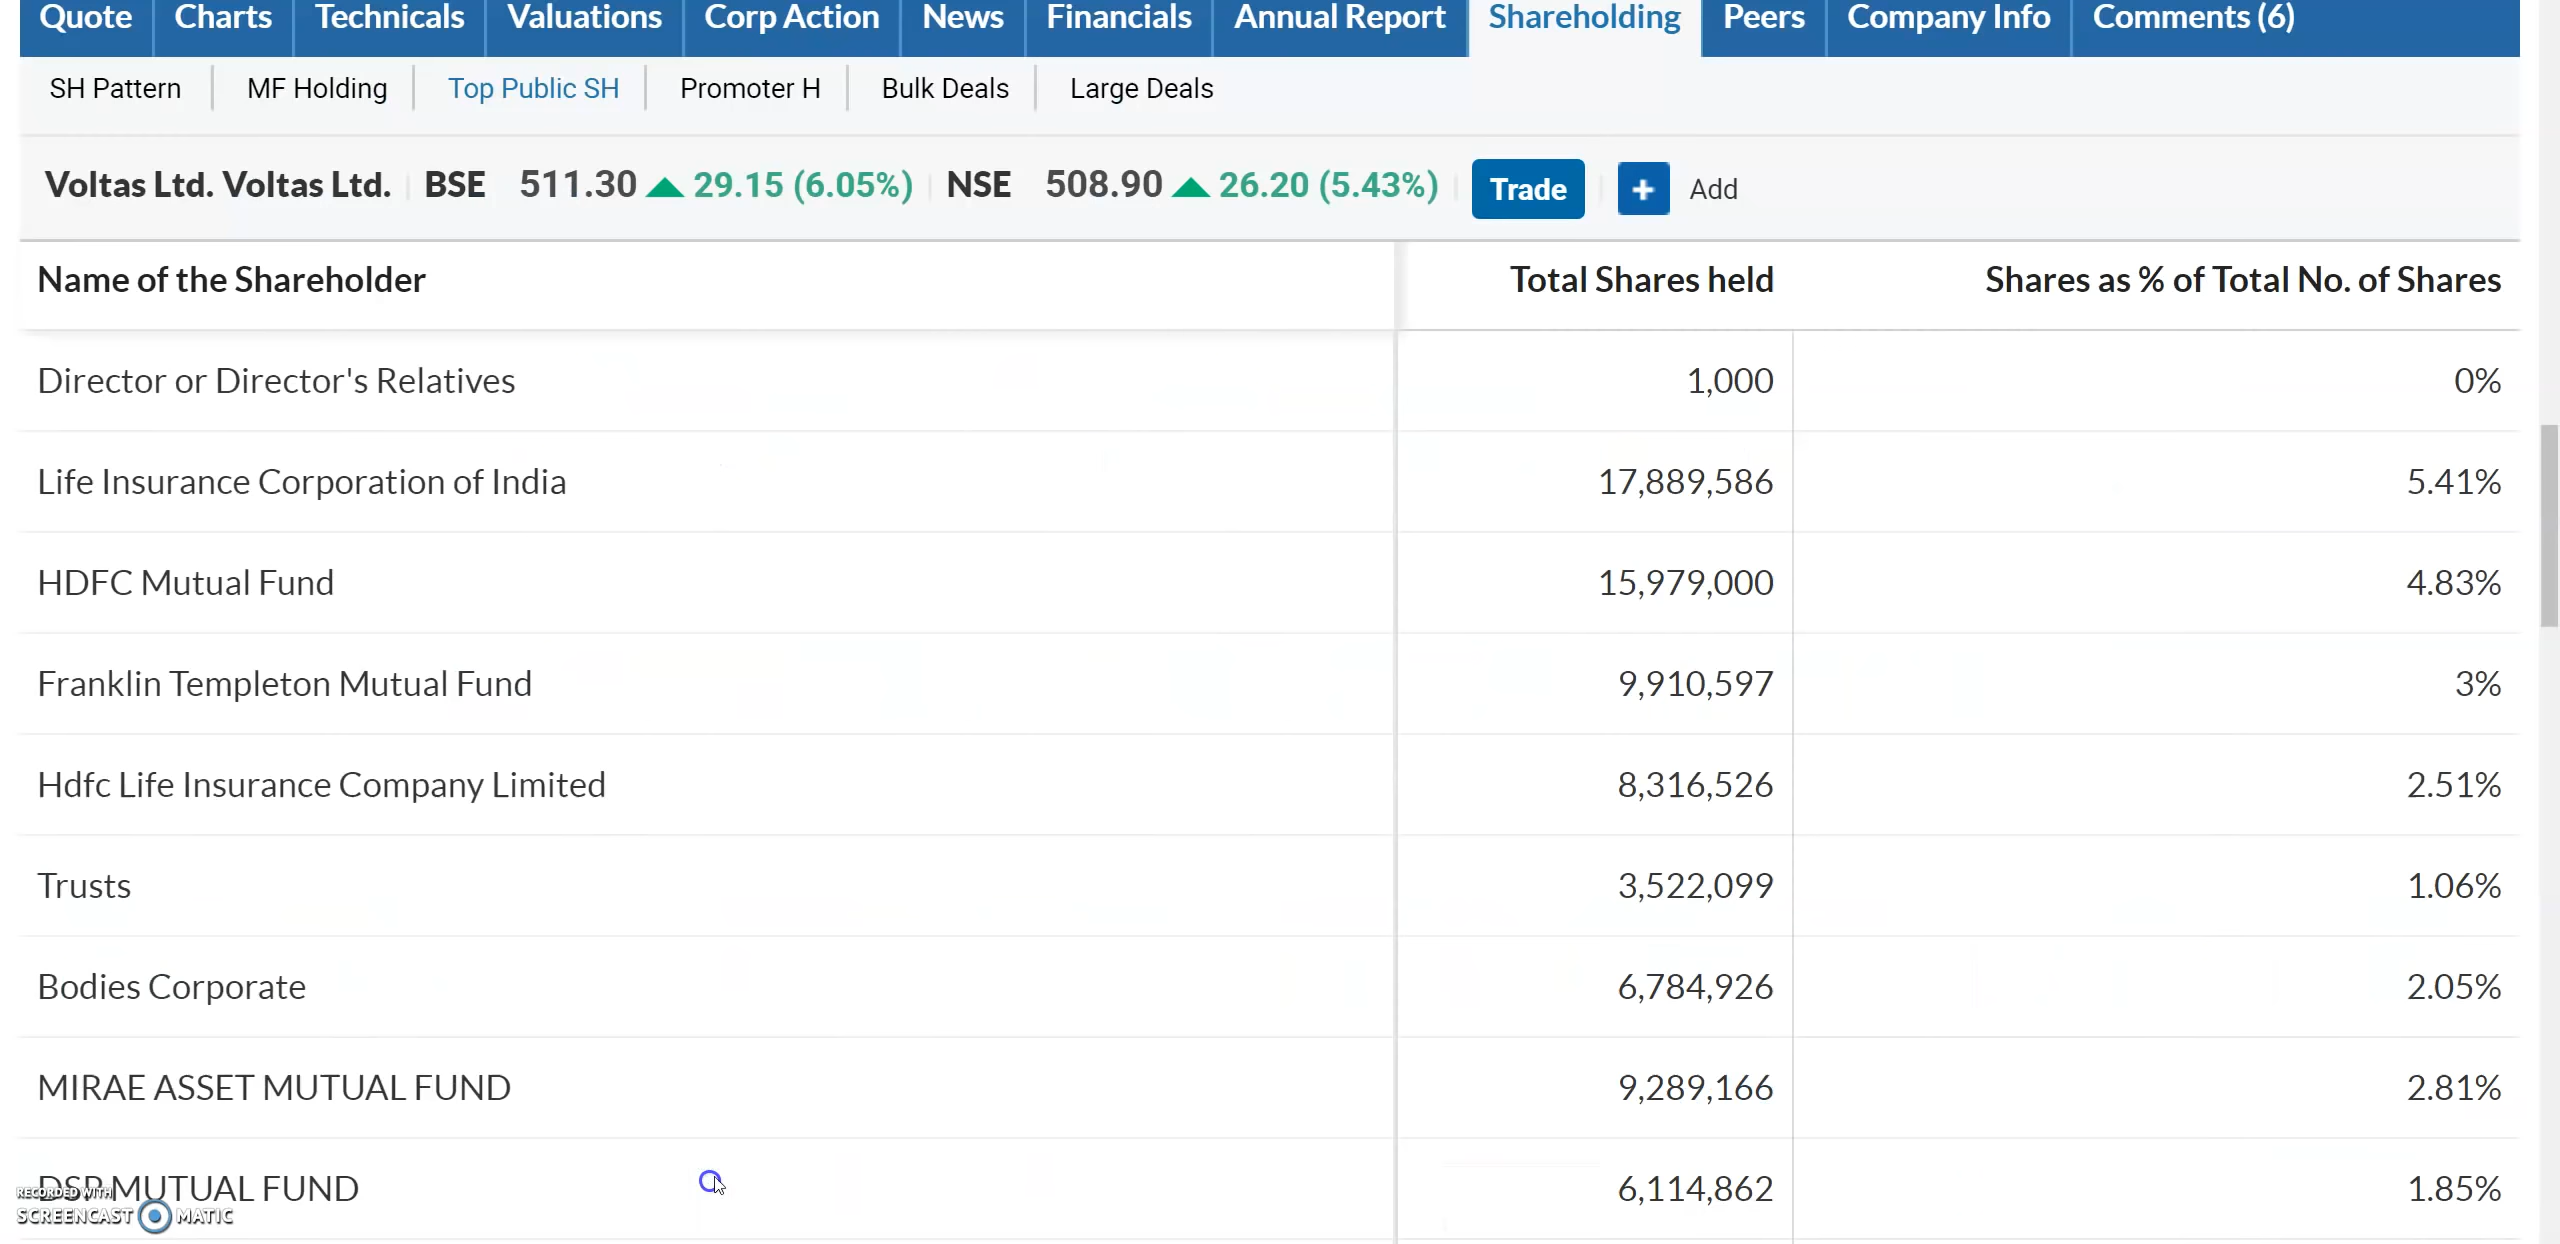 Quote Charts Technicals Valuations Corp Action News Financials Annual Report Shareholding Peers Company Info Comments (6)
SH Pattern MF Holding Top Public SH Promoter H Bulk Deals Large Deals
Voltas Ltd. Voltas Ltd. BSE 511.30 29.15 (6.05%) NSE 508.90 26.20 (5.43%) Trade + Add
Name of the Shareholder Total Shares held Shares as % of Total No. of Shares
Director or Director's Relatives 1,000 0%
Life Insurance Corporation of India 17,889,586 5.41%
HDFC Mutual Fund 15,979,000 4.83%
Franklin Templeton Mutual Fund 9,910,597 3%
Hdfc Life Insurance Company Limited 8,316,526 2.51%
Trusts 3,522,099 1.06%
Bodies Corporate 6,784,926 2.05%
MIRAE ASSET MUTUAL FUND 9,289,166 2.81%
DSP MUTUAL FUND 6,114,862 1.85%
RECORDED WITH
SCREENCAST MATIC